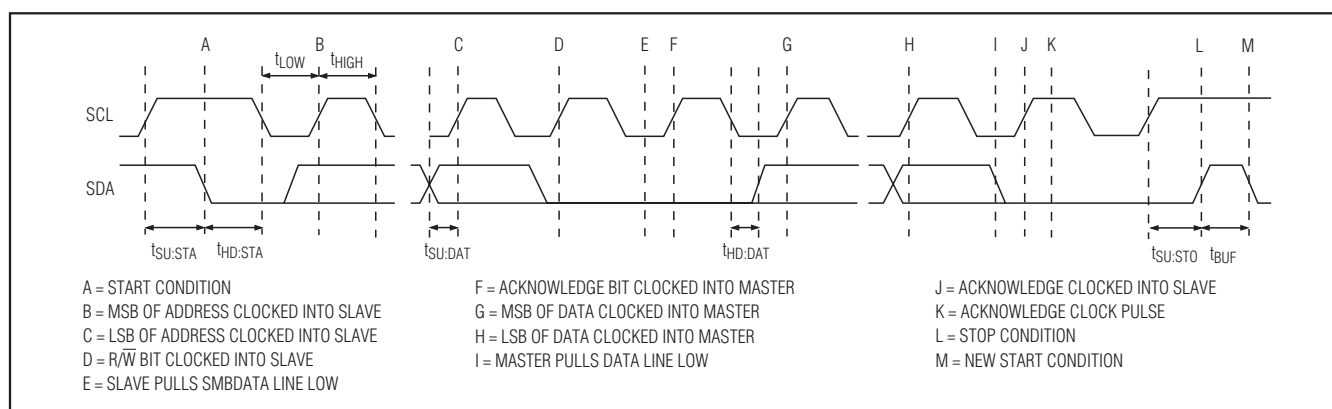 A B C D E F G H I J K L M
tLOW tHIGH
SCL
SDA
tSU:STA tHD:STA tSU:DAT tHD:DAT tSU:STO tBUF
A = START CONDITION
B = MSB OF ADDRESS CLOCKED INTO SLAVE
C = LSB OF ADDRESS CLOCKED INTO SLAVE
D = R/W̅ BIT CLOCKED INTO SLAVE
E = SLAVE PULLS SMBDATA LINE LOW
F = ACKNOWLEDGE BIT CLOCKED INTO MASTER
G = MSB OF DATA CLOCKED INTO MASTER
H = LSB OF DATA CLOCKED INTO MASTER
I = MASTER PULLS DATA LINE LOW
J = ACKNOWLEDGE CLOCKED INTO SLAVE
K = ACKNOWLEDGE CLOCK PULSE
L = STOP CONDITION
M = NEW START CONDITION